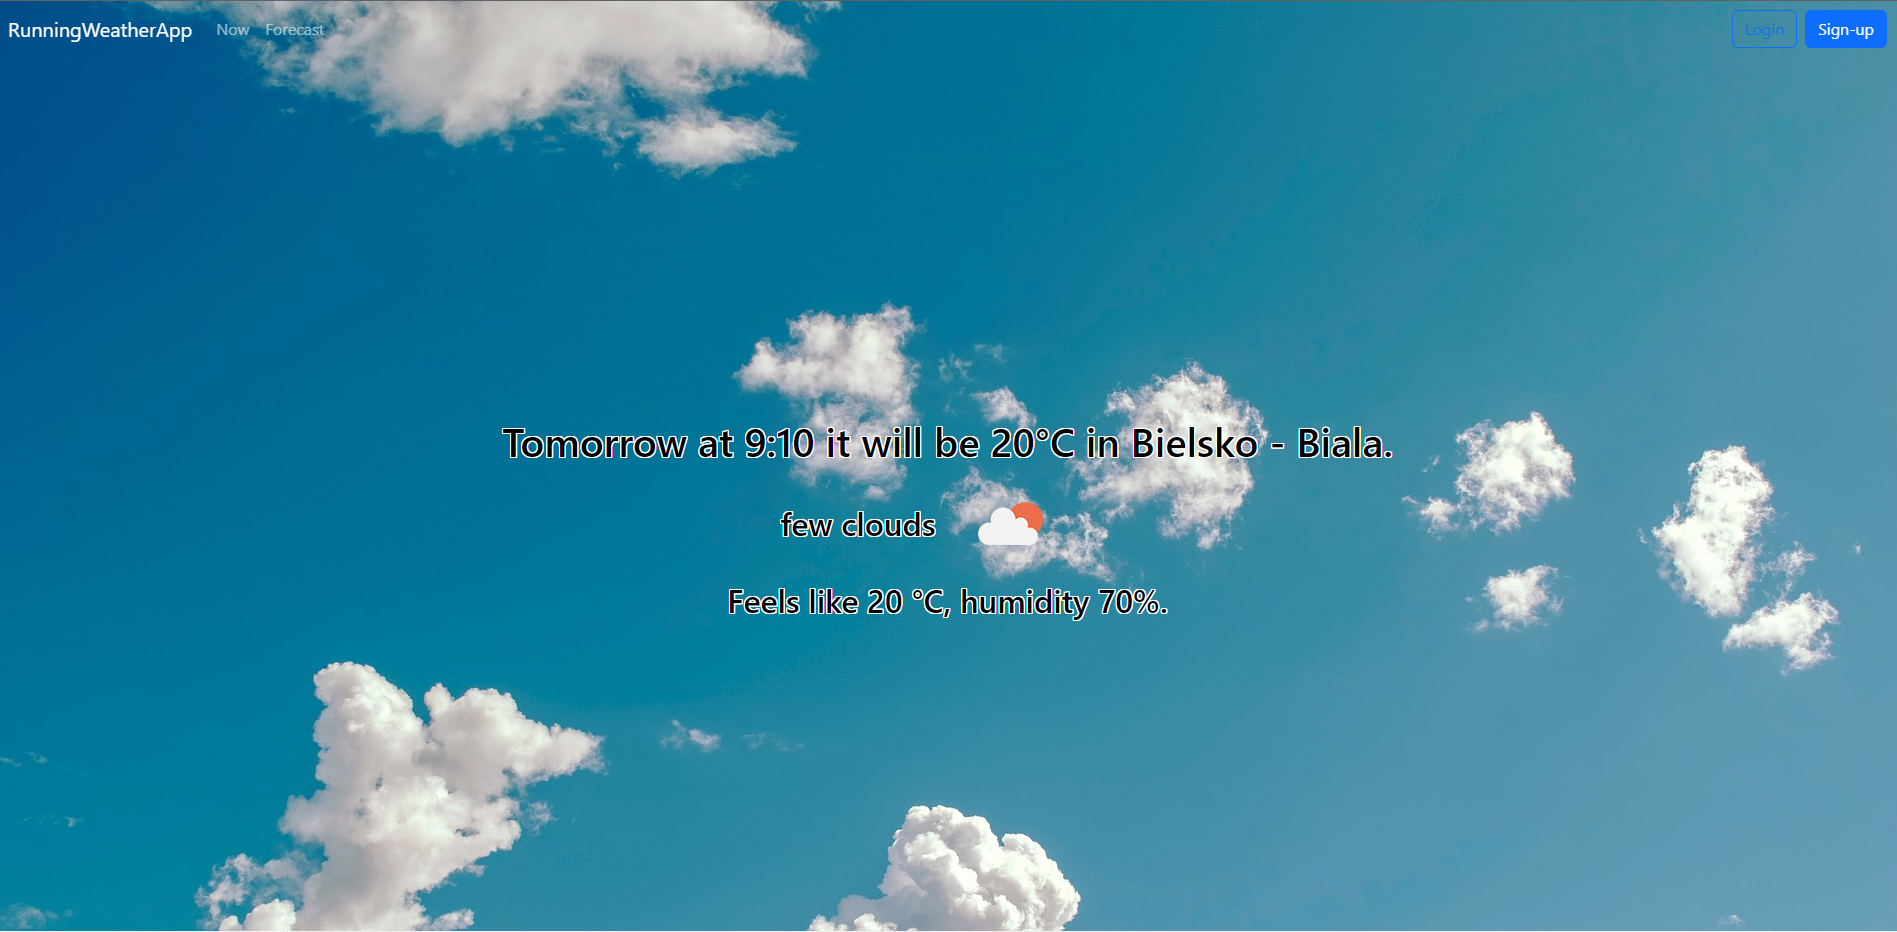 RunningWeatherApp Now Forecast Login Sign-up
Tomorrow at 9:10 it will be 20°C in Bielsko - Biala.
few clouds
Feels like 20 °C, humidity 70%.